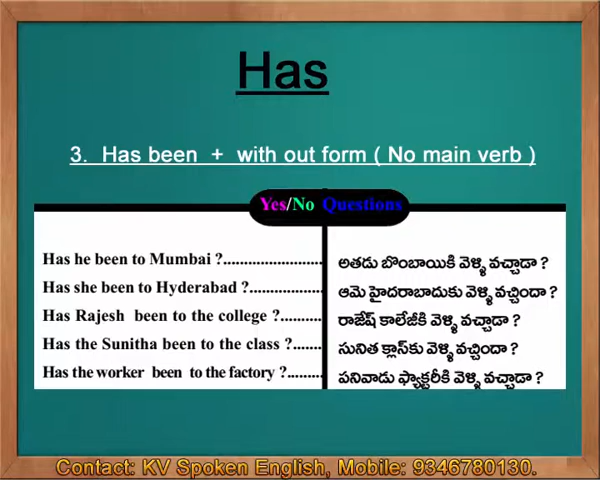 Has
3. Has been + with out form ( No main verb )
Yes/No Questions
Has he been to Mumbai ?....................... అతడు బొంబాయికి వెళ్ళి వచ్చాడా ?
Has she been to Hyderabad ?................. ఆమె హైదరాబాదుకు వెళ్ళి వచ్చిందా ?
Has Rajesh been to the college ?.......... రాజేష్ కాలేజీకి వెళ్ళి వచ్చాడా ?
Has the Sunitha been to the class ?....... సునిత క్లాస్‌కు వెళ్ళి వచ్చిందా ?
Has the worker been to the factory ?......... పనివాడు ఫ్యాక్టరీకి వెళ్ళి వచ్చాడా ?
Contact: KV Spoken English, Mobile: 9346780130.